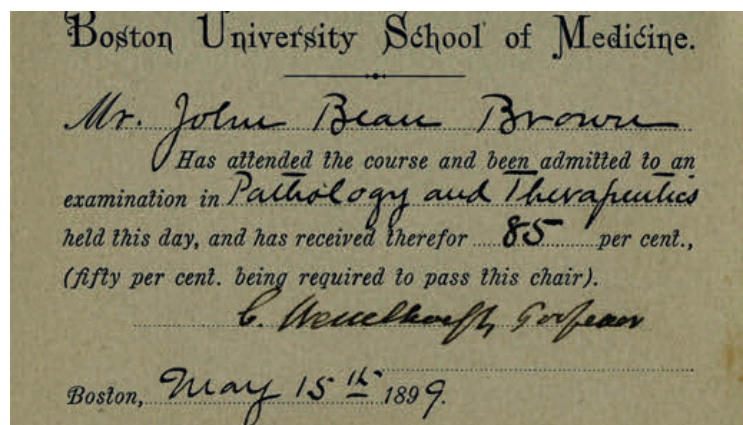 Boston University School of Medicine.
Mr. John Bean Brown
Has attended the course and been admitted to an
examination in Pathology and Therapeutics
held this day, and has received therefor 85 per cent.,
(fifty per cent. being required to pass this chair).
C. Wesselhoeft, Professor
Boston, May 15th 1899.